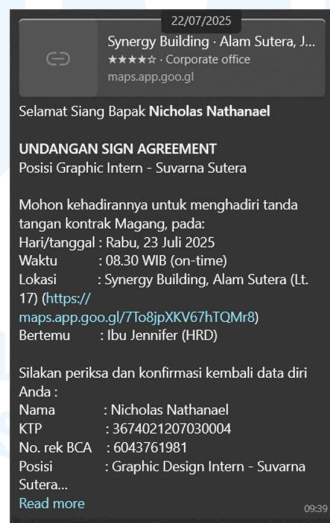 22/07/2025
Synergy Building · Alam Sutera, J...
★★★★☆ · Corporate office
maps.app.goo.gl
Selamat Siang Bapak Nicholas Nathanael
UNDANGAN SIGN AGREEMENT
Posisi Graphic Intern - Suvarna Sutera
Mohon kehadirannya untuk menghadiri tanda
tangan kontrak Magang, pada:
Hari/tanggal : Rabu, 23 Juli 2025
Waktu : 08.30 WIB (on-time)
Lokasi : Synergy Building, Alam Sutera (Lt.
17) (https://
maps.app.goo.gl/7To8jpXKV67hTQMr8)
Bertemu : Ibu Jennifer (HRD)
Silakan periksa dan konfirmasi kembali data diri
Anda :
Nama : Nicholas Nathanael
KTP : 3674021207030004
No. rek BCA : 6043761981
Posisi : Graphic Design Intern - Suvarna
Sutera...
Read more
09:39